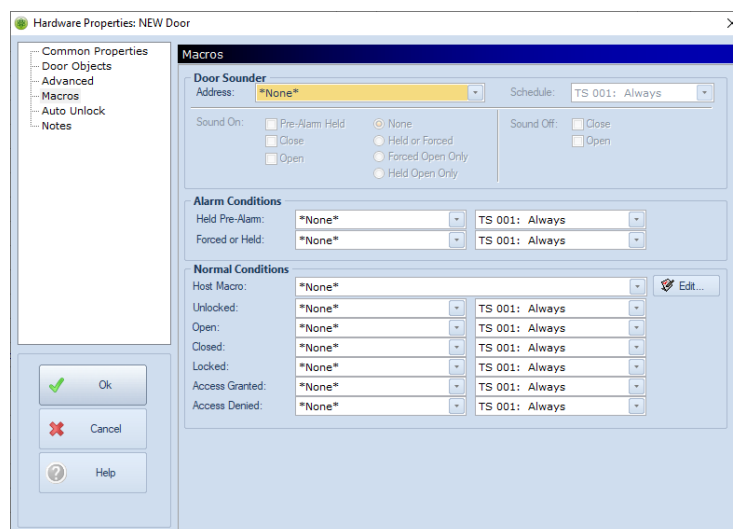 Hardware Properties: NEW Door
Common Properties
Door Objects
Advanced
Macros
Auto Unlock
Notes
Ok
Cancel
Help
Macros
Door Sounder
Address: *None* Schedule: TS 001: Always
Sound On: Pre-Alarm Held None Sound Off: Close
Close Held or Forced Open
Open Forced Open Only
Held Open Only
Alarm Conditions
Held Pre-Alarm: *None* TS 001: Always
Forced or Held: *None* TS 001: Always
Normal Conditions
Host Macro: *None* Edit...
Unlocked: *None* TS 001: Always
Open: *None* TS 001: Always
Closed: *None* TS 001: Always
Locked: *None* TS 001: Always
Access Granted: *None* TS 001: Always
Access Denied: *None* TS 001: Always